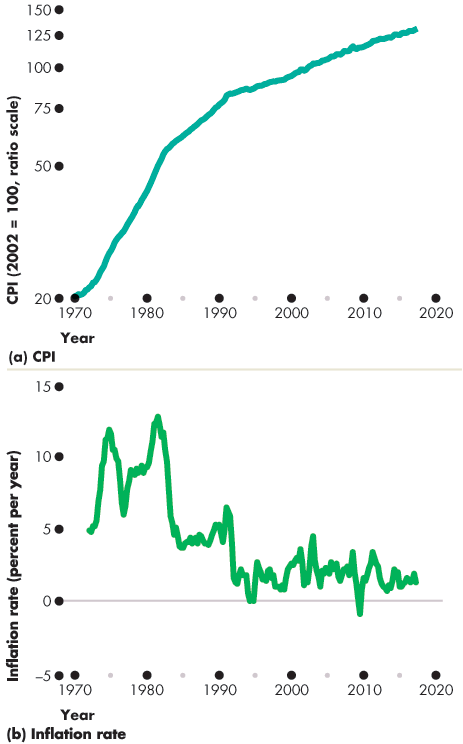 150
125
100
75
50
20
CPI (2002 = 100, ratio scale)
1970 1980 1990 2000 2010 2020
Year
(a) CPI
15
10
5
0
–5
Inflation rate (percent per year)
1970 1980 1990 2000 2010 2020
Year
(b) Inflation rate